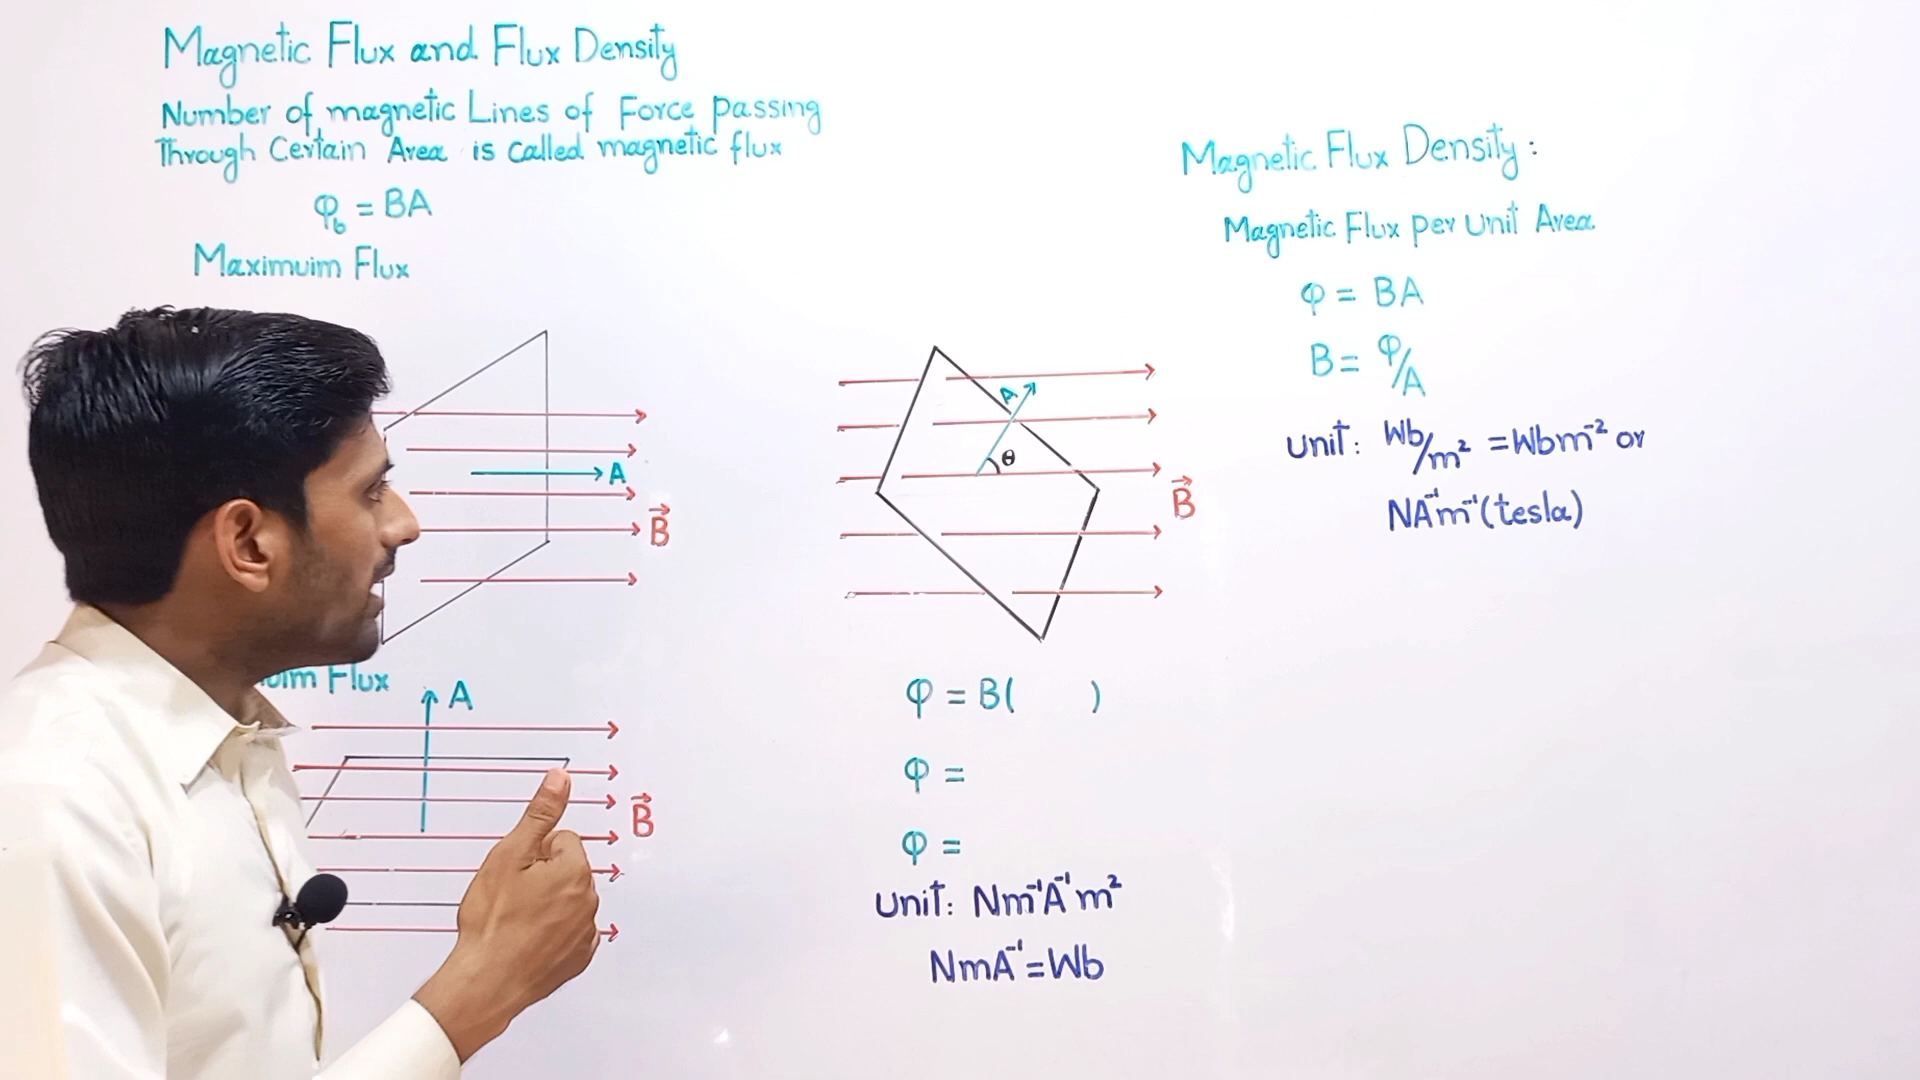 Magnetic Flux and Flux Density
Number of magnetic Lines of Force passing
Through Certain Area is called magnetic flux
φb = BA
Maximuim Flux
A
B⃗
Flux
A
B⃗
A
θ
B⃗
φ = B( )
φ =
φ =
Unit: Nm⁻¹A⁻¹m²
NmA⁻¹=Wb
Magnetic Flux Density:
Magnetic Flux per Unit Area
φ = BA
B = φ/A
Unit: Wb/m² = Wbm⁻² or
NA⁻¹m⁻¹(tesla)